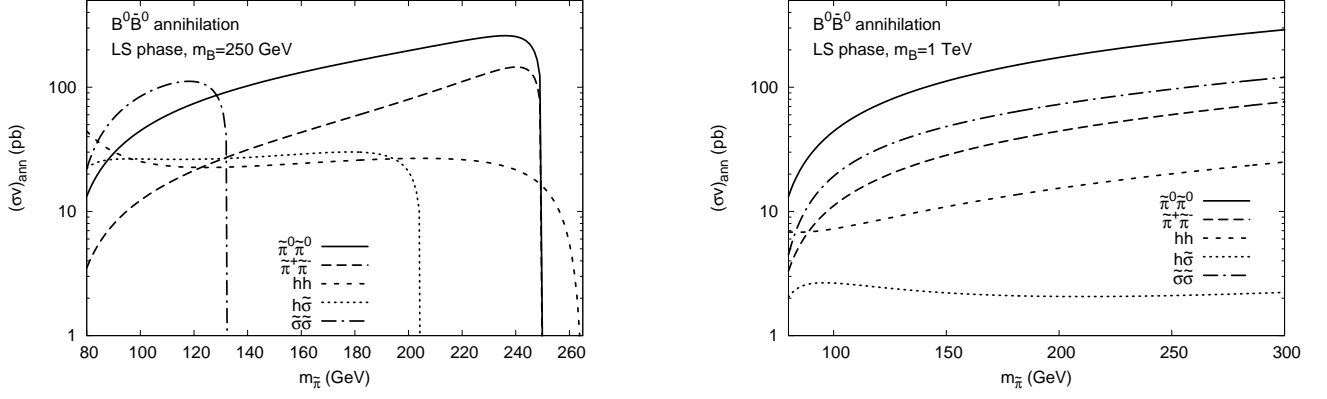 B⁰B̄⁰ annihilation
LS phase, m_B=250 GeV
(σv)_ann (pb)
100
10
1
π̃⁰π̃⁰
π̃⁺π̃⁻
hh
hσ̃
σ̃σ̃
80 100 120 140 160 180 200 220 240 260
m_π̃ (GeV)
B⁰B̄⁰ annihilation
LS phase, m_B=1 TeV
(σv)_ann (pb)
100
10
1
π̃⁰π̃⁰
π̃⁺π̃⁻
hh
hσ̃
σ̃σ̃
100 150 200 250 300
m_π̃ (GeV)